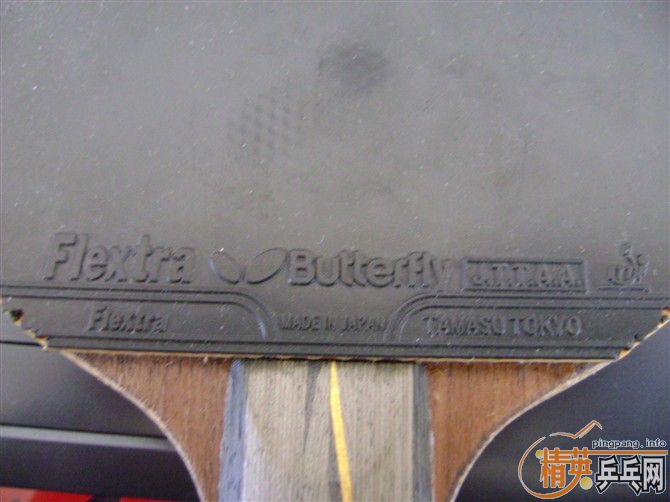 Flextra Butterfly J.T.T.A.A.
Flextra MADE IN JAPAN TAMASU TOKYO
pingpang.info
精英乒乓网